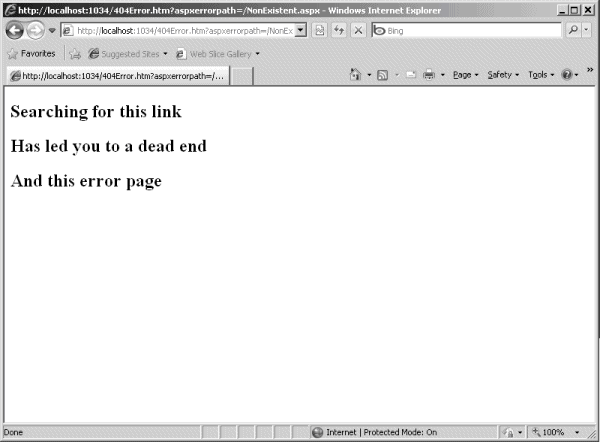 http://localhost:1034/404Error.htm?aspxerrorpath=/NonExistent.aspx - Windows Internet Explorer
http://localhost:1034/404Error.htm?aspxerrorpath=/NonEx
Bing
Favorites
Suggested Sites
Web Slice Gallery
http://localhost:1034/404Error.htm?aspxerrorpath=/...
Page
Safety
Tools
Searching for this link
Has led you to a dead end
And this error page
Done
Internet | Protected Mode: On
100%